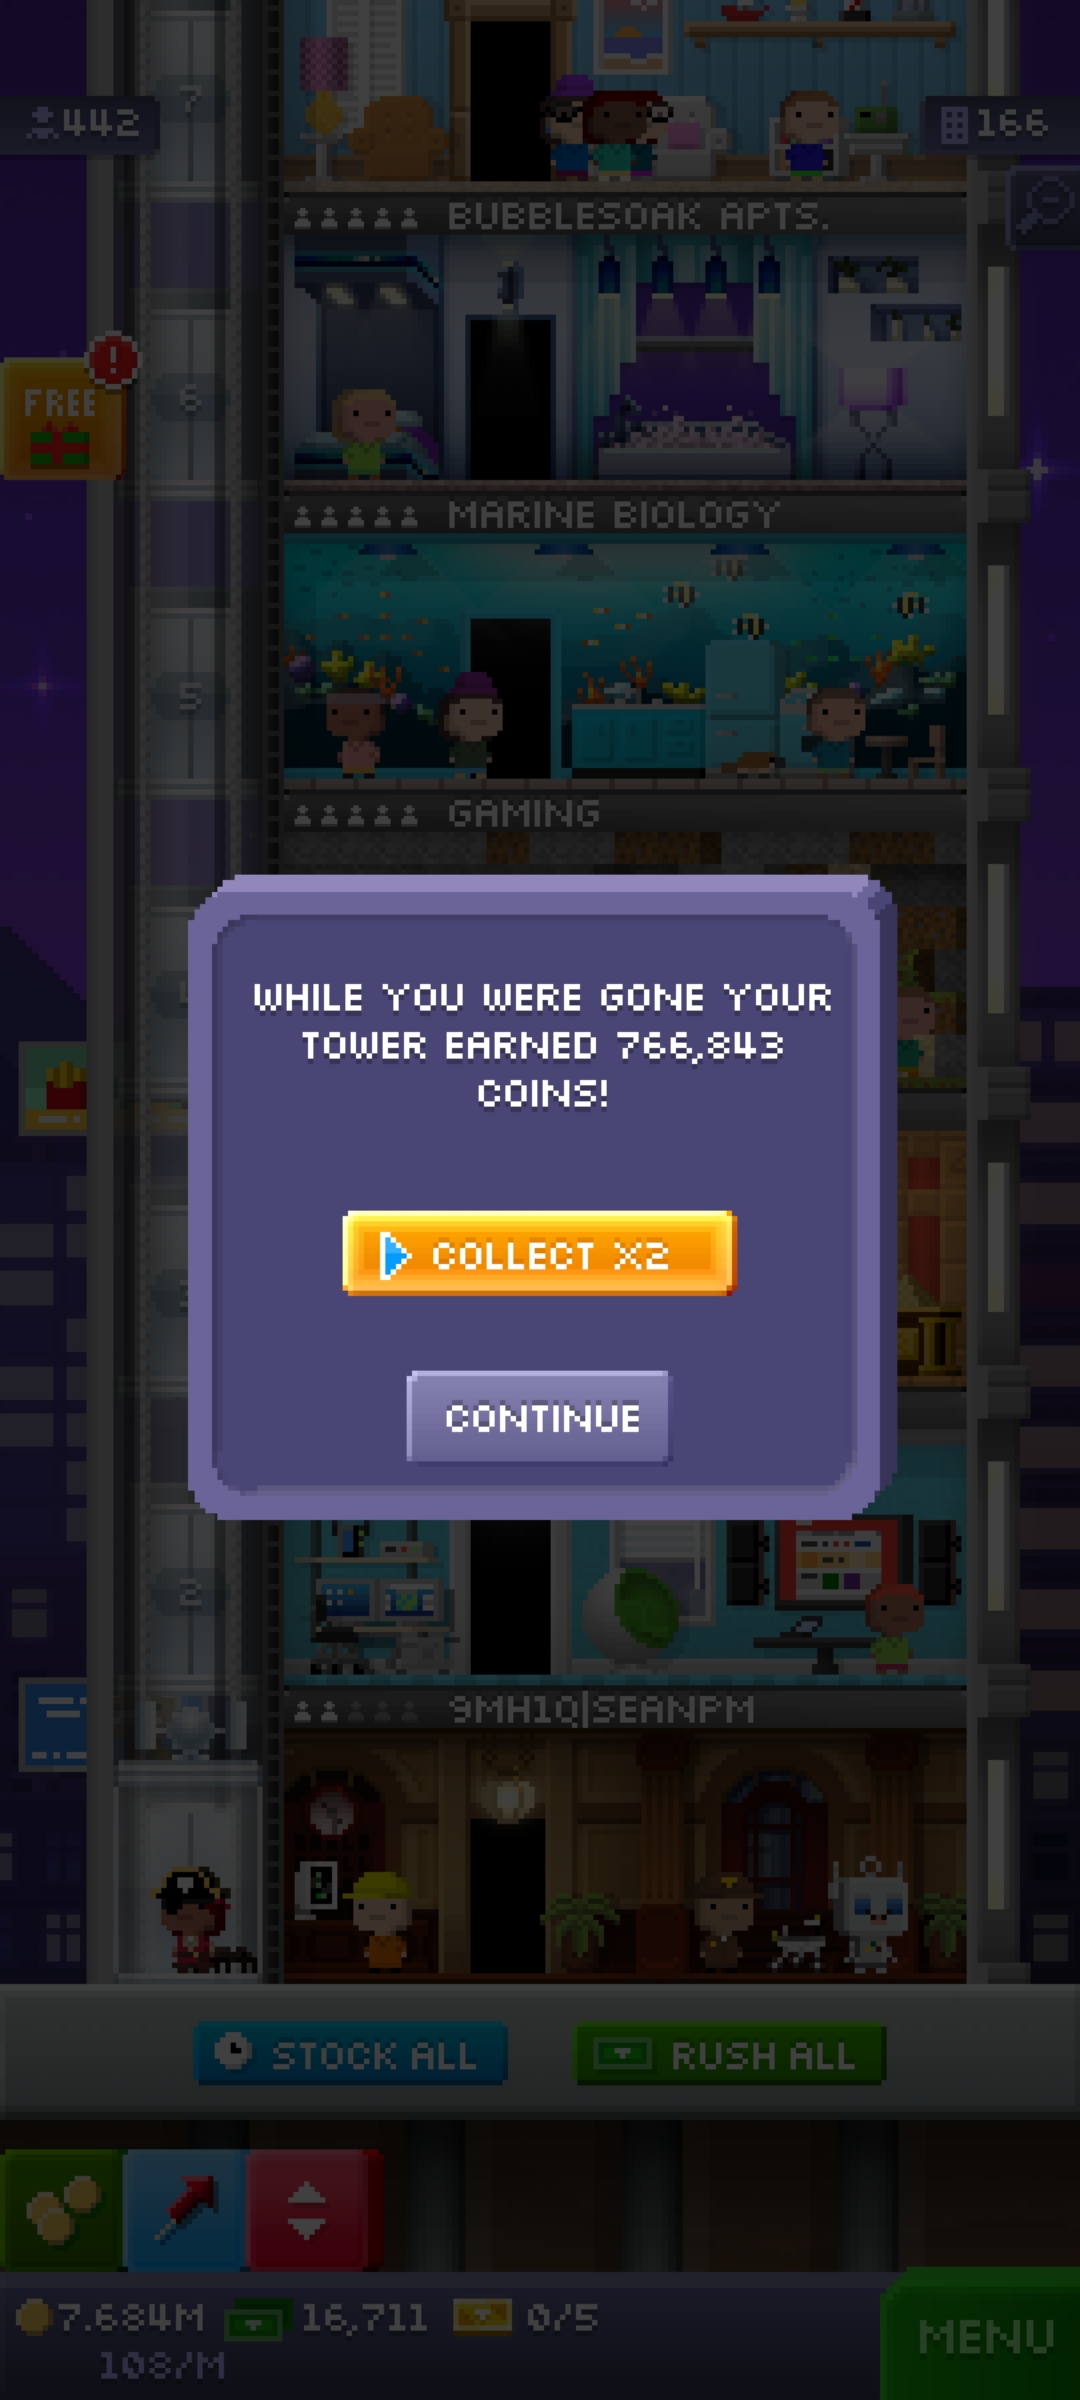 7
442
166
BUBBLESOAK APTS.
FREE
!
6
MARINE BIOLOGY
5
GAMING
WHILE YOU WERE GONE YOUR
TOWER EARNED 766,843
COINS!
COLLECT X2
CONTINUE
2
9MH1Q|SEANPM
STOCK ALL
RUSH ALL
7.684M
16,711
0/5
108/M
MENU